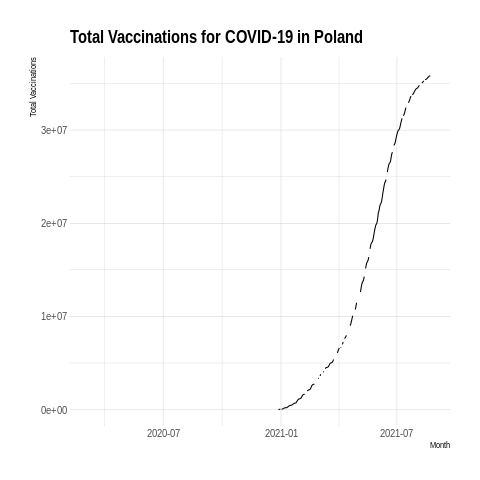 Total Vaccinations for COVID-19 in Poland
Total Vaccinations
3e+07
2e+07
1e+07
0e+00
2020-07
2021-01
2021-07
Month